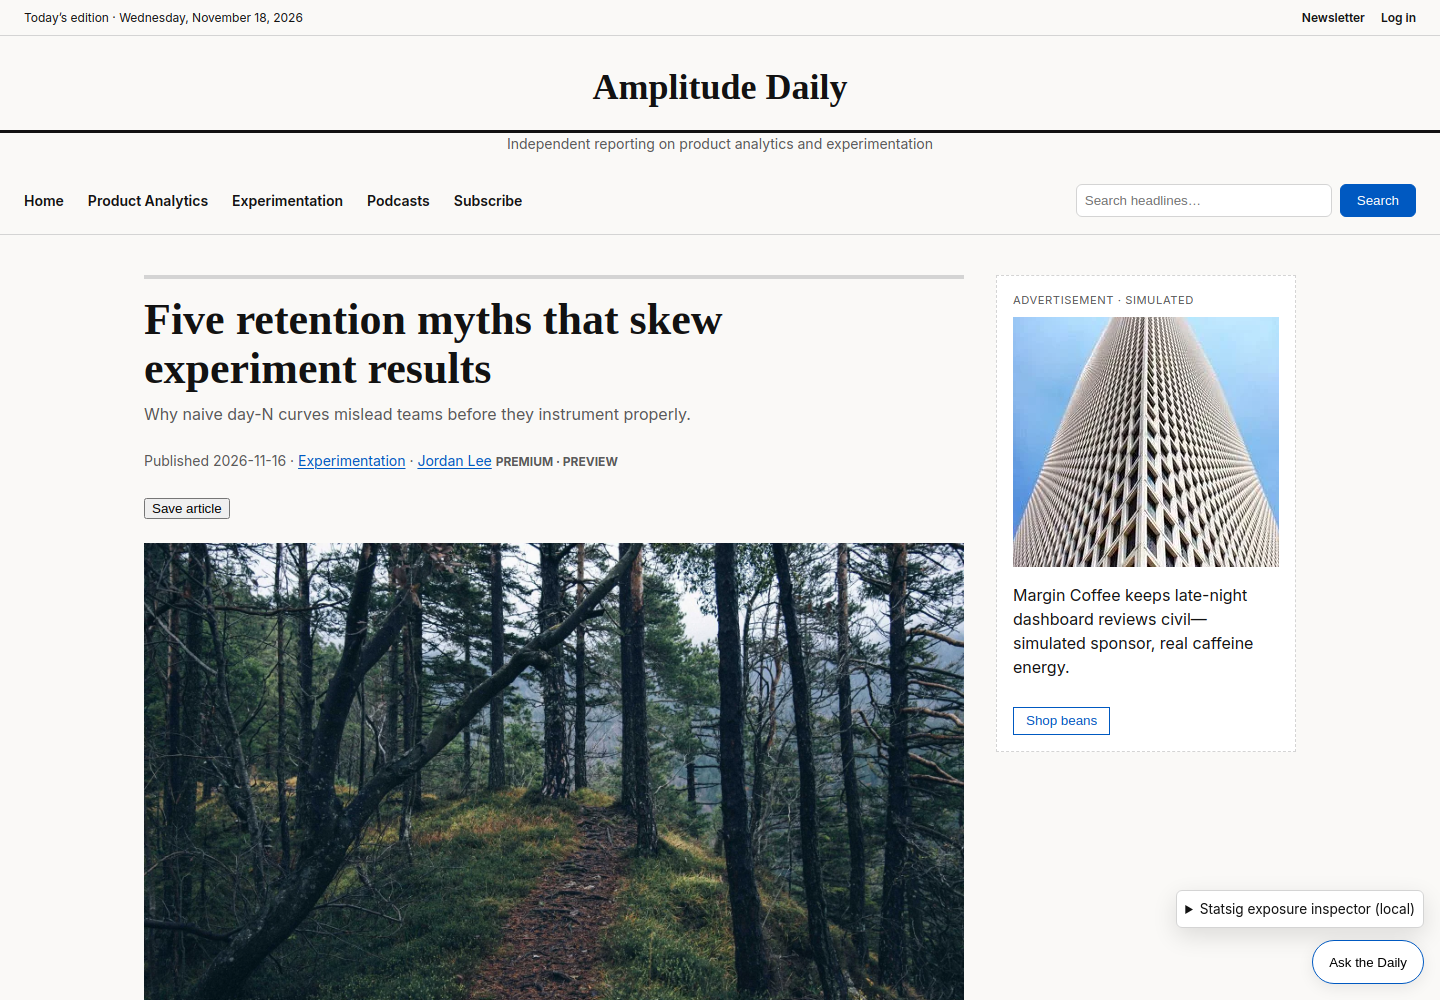 Today’s edition · Wednesday, November 18, 2026
Newsletter Log in
Amplitude Daily
Independent reporting on product analytics and experimentation
Home Product Analytics Experimentation Podcasts Subscribe
Search headlines… Search
Five retention myths that skew
experiment results
Why naive day-N curves mislead teams before they instrument properly.
Published 2026-11-16 · Experimentation · Jordan Lee PREMIUM · PREVIEW
Save article
ADVERTISEMENT · SIMULATED
Margin Coffee keeps late-night
dashboard reviews civil—
simulated sponsor, real caffeine
energy.
Shop beans
Statsig exposure inspector (local)
Ask the Daily